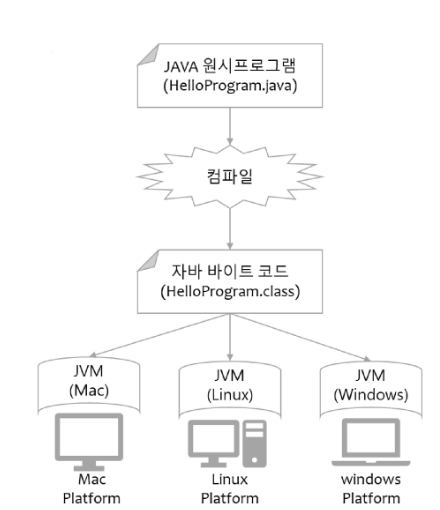 JAVA 원시프로그램
(HelloProgram.java)
컴파일
자바 바이트 코드
(HelloProgram.class)
JVM
(Mac)
JVM
(Linux)
JVM
(Windows)
Mac
Platform
Linux
Platform
windows
Platform